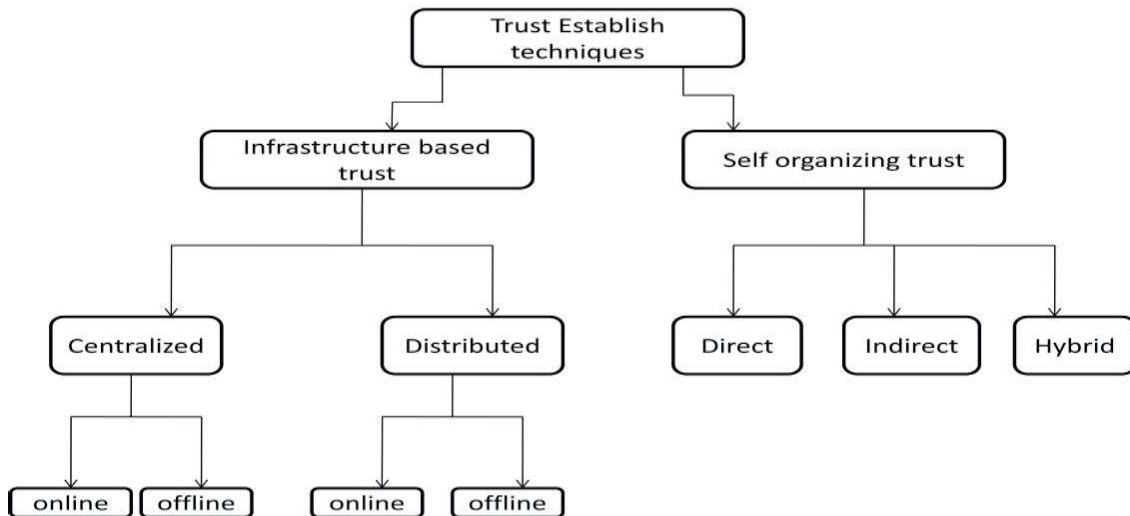 Trust Establish
techniques
Infrastructure based
trust
Self organizing trust
Centralized
Distributed
Direct
Indirect
Hybrid
online
offline
online
offline